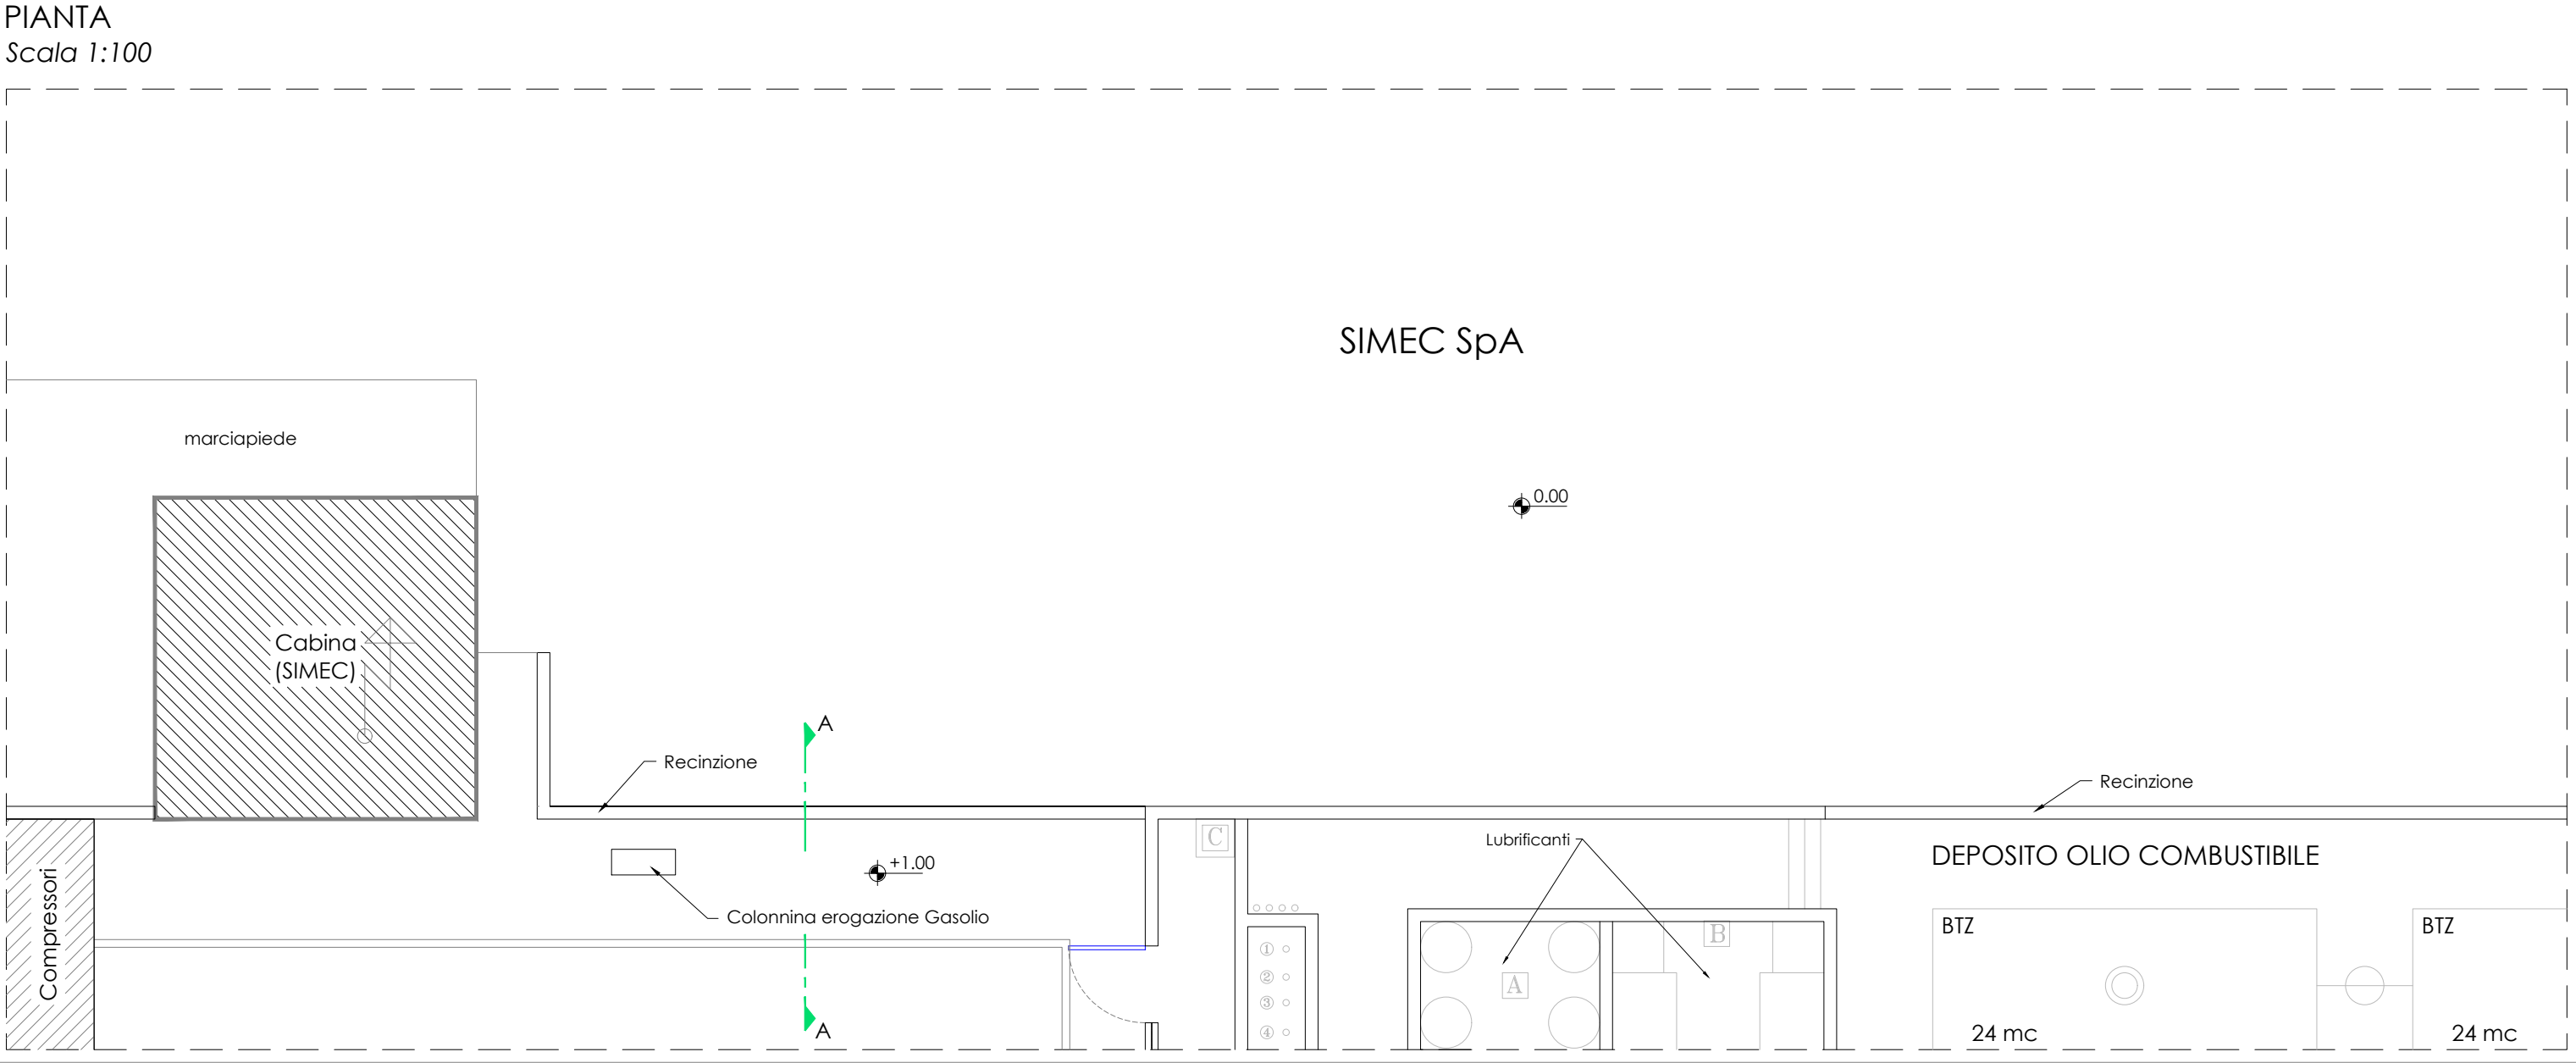 PIANTA
Scala 1:100
SIMEC SpA
marciapiede
0.00
Cabina
(SIMEC)
A
Recinzione
Recinzione
C
Lubrificanti
+1.00
DEPOSITO OLIO COMBUSTIBILE
Compressori
Colonnina erogazione Gasolio
B
BTZ
BTZ
1
2
A
3
4
A
24 mc
24 mc